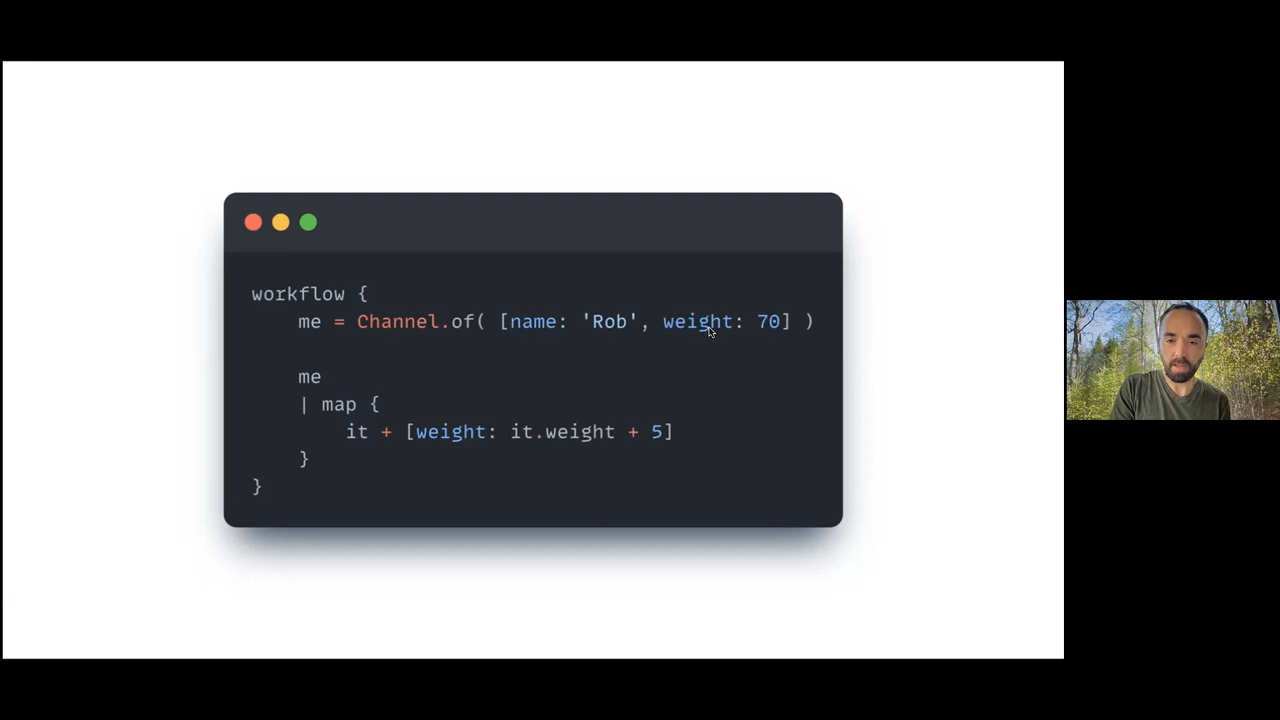 workflow {
me = Channel.of( [name: 'Rob', weight: 70] )
me
| map {
it + [weight: it.weight + 5]
}
}